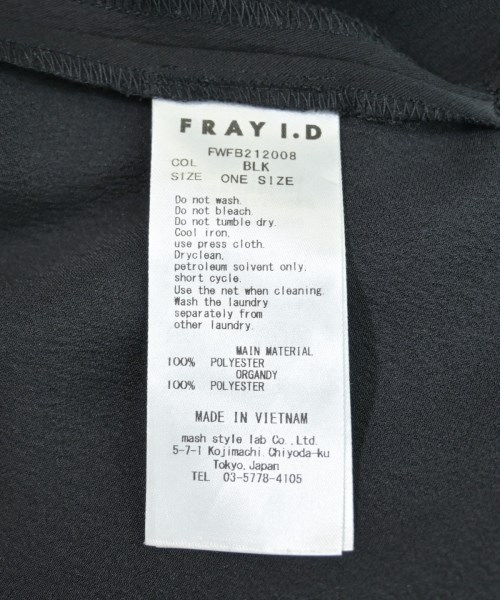 FRAY I.D
FWFB212008
COL BLK
SIZE ONE SIZE
Do not wash.
Do not bleach.
Do not tumble dry.
Cool iron.
use press cloth.
Dryclean,
petroleum solvent only.
short cycle.
Use the net when cleaning.
Wash the laundry
separately from
other laundry.
MAIN MATERIAL
100% POLYESTER
ORGANDY
100% POLYESTER
MADE IN VIETNAM
mash style lab Co.,Ltd.
5-7-1 Kojimachi.Chiyoda-ku
Tokyo,Japan
TEL 03-5778-4105